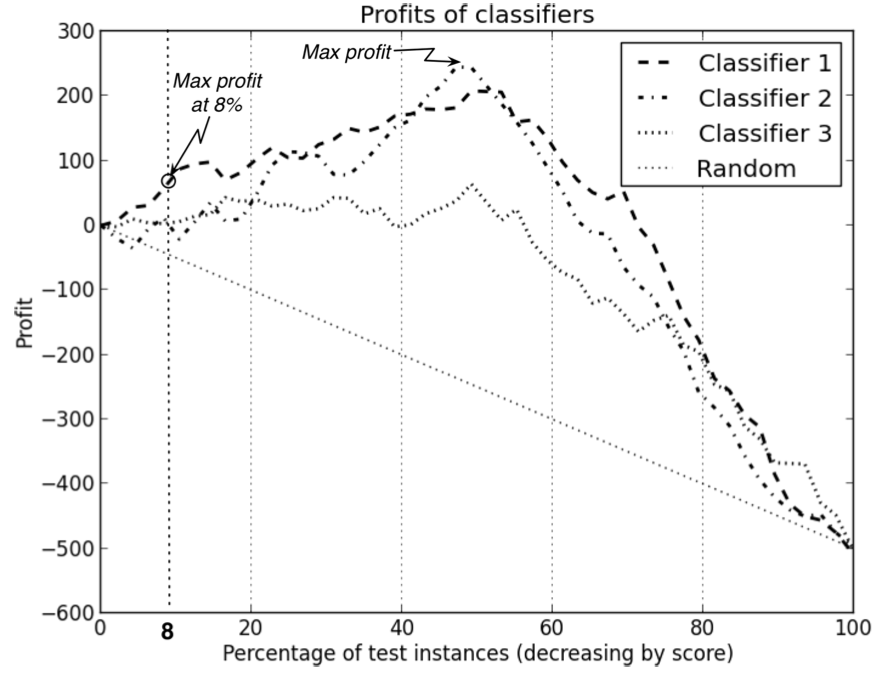 Profits of classifiers
300
200
100
0
−100
−200
−300
−400
−500
−600
Profit
Max profit
at 8%
Max profit
Classifier 1
Classifier 2
Classifier 3
Random
0
8
20
40
60
80
100
Percentage of test instances (decreasing by score)